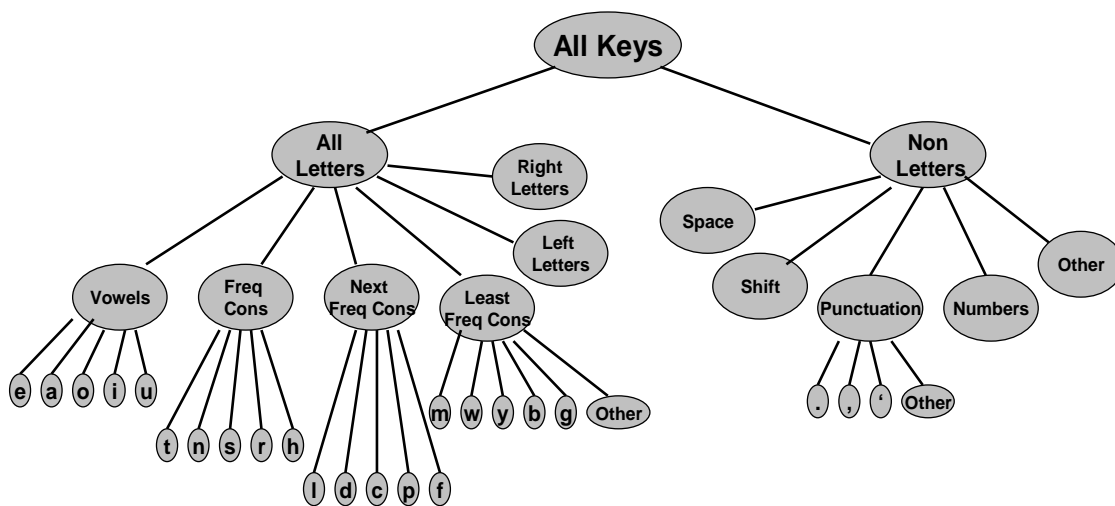 All Keys
All
Letters
Non
Letters
Right
Letters
Left
Letters
Space
Shift
Other
Vowels
Freq
Cons
Next
Freq Cons
Least
Freq Cons
Punctuation
Numbers
e a o i u
t n s r h
l d c p f
m w y b g Other
. , ‘ Other